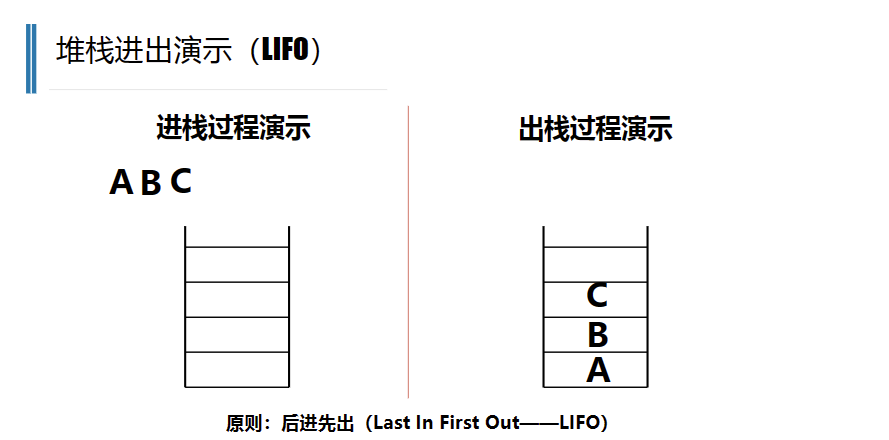 堆栈进出演示（LIFO）
进栈过程演示
A B C
出栈过程演示
C
B
A
原则：后进先出（Last In First Out——LIFO）